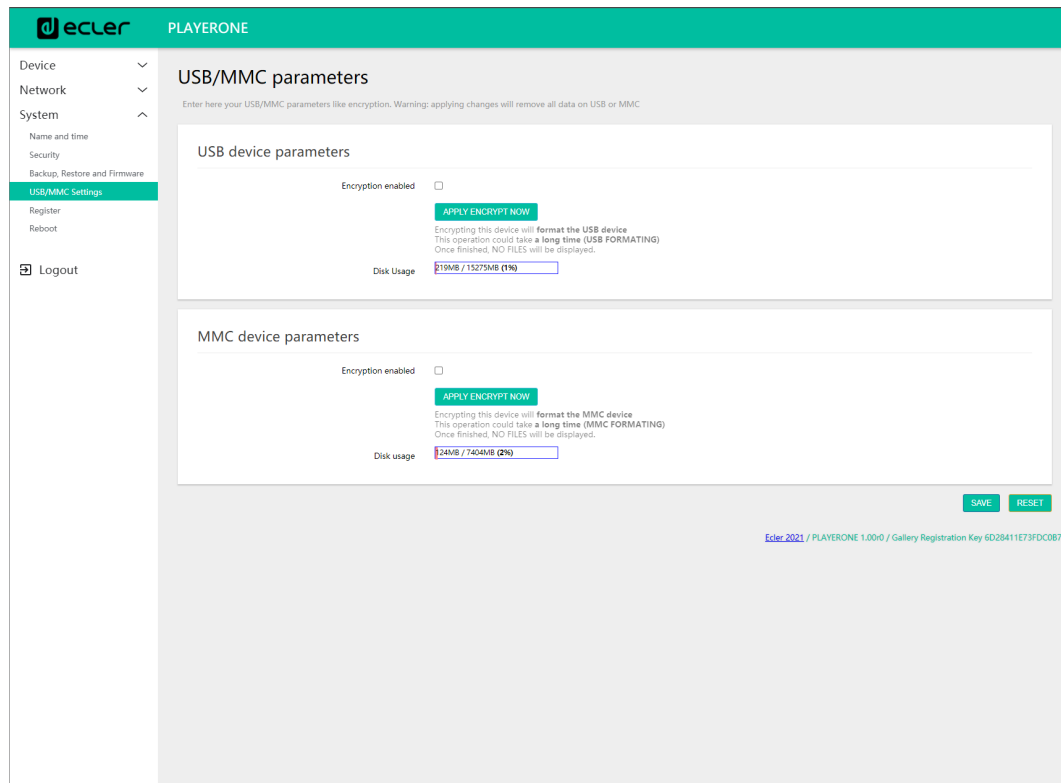 ecler
PLAYERONE
Device
Network
System
Name and time
Security
Backup, Restore and Firmware
USB/MMC Settings
Register
Reboot
Logout
USB/MMC parameters
Enter here your USB/MMC parameters like encryption. Warning: applying changes will remove all data on USB or MMC
USB device parameters
Encryption enabled
APPLY ENCRYPT NOW
Encrypting this device will format the USB device
This operation could take a long time (USB FORMATING)
Once finished, NO FILES will be displayed.
Disk Usage 219MB / 15275MB (1%)
MMC device parameters
Encryption enabled
APPLY ENCRYPT NOW
Encrypting this device will format the MMC device
This operation could take a long time (MMC FORMATING)
Once finished, NO FILES will be displayed.
Disk usage 124MB / 7404MB (2%)
SAVE RESET
Ecler 2021 / PLAYERONE 1.00r0 / Gallery Registration Key 6D28411E73FDC0B7